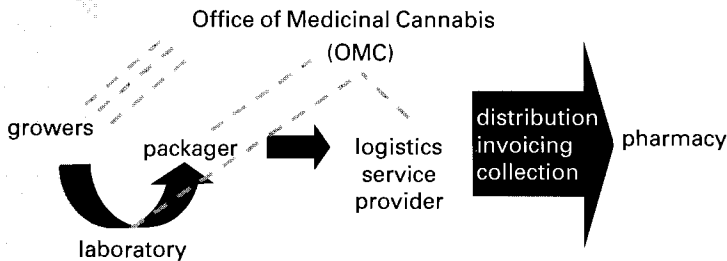 Office of Medicinal Cannabis
(OMC)
growers
packager
laboratory
logistics
service
provider
distribution
invoicing
collection
pharmacy